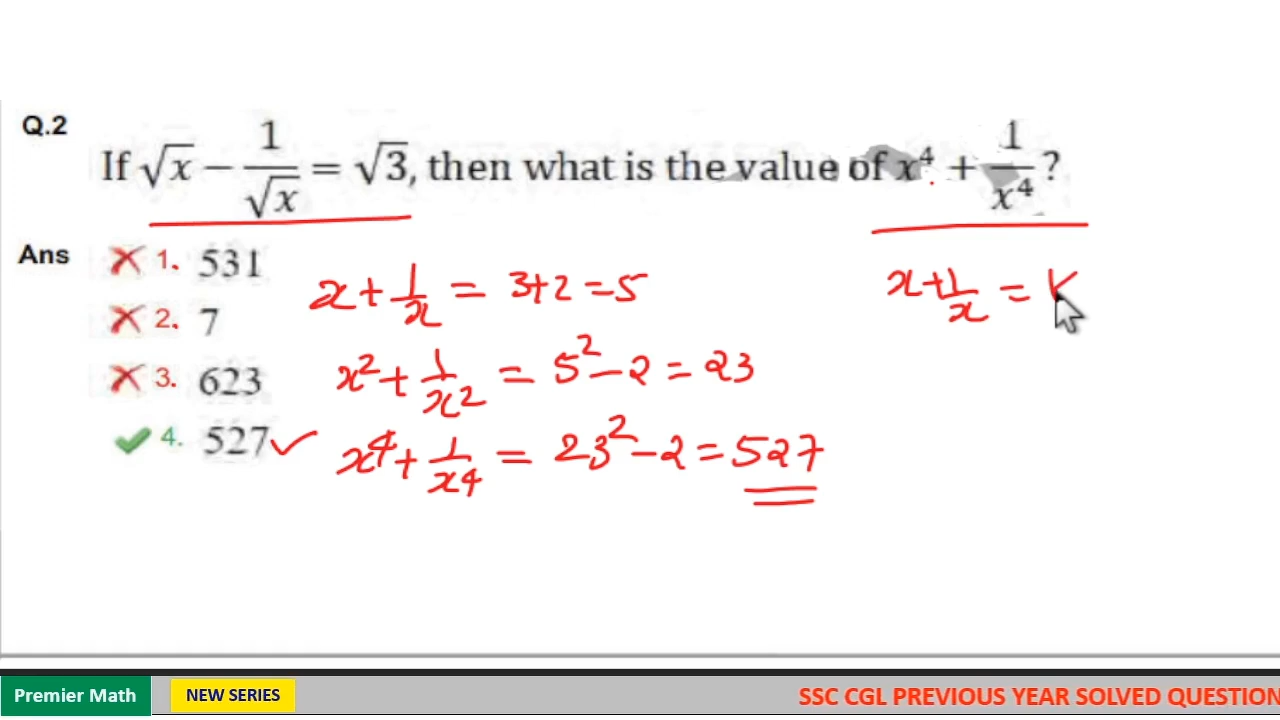 Q.2
If √x − 1/√x = √3, then what is the value of x⁴ + 1/x⁴ ?
Ans
✗ 1. 531
✗ 2. 7
✗ 3. 623
✓ 4. 527 ✓
x + 1/x = 3+2 = 5
x² + 1/x² = 5² − 2 = 23
x⁴ + 1/x⁴ = 23² − 2 = 527
x + 1/x = K
Premier Math
NEW SERIES
SSC CGL PREVIOUS YEAR SOLVED QUESTION